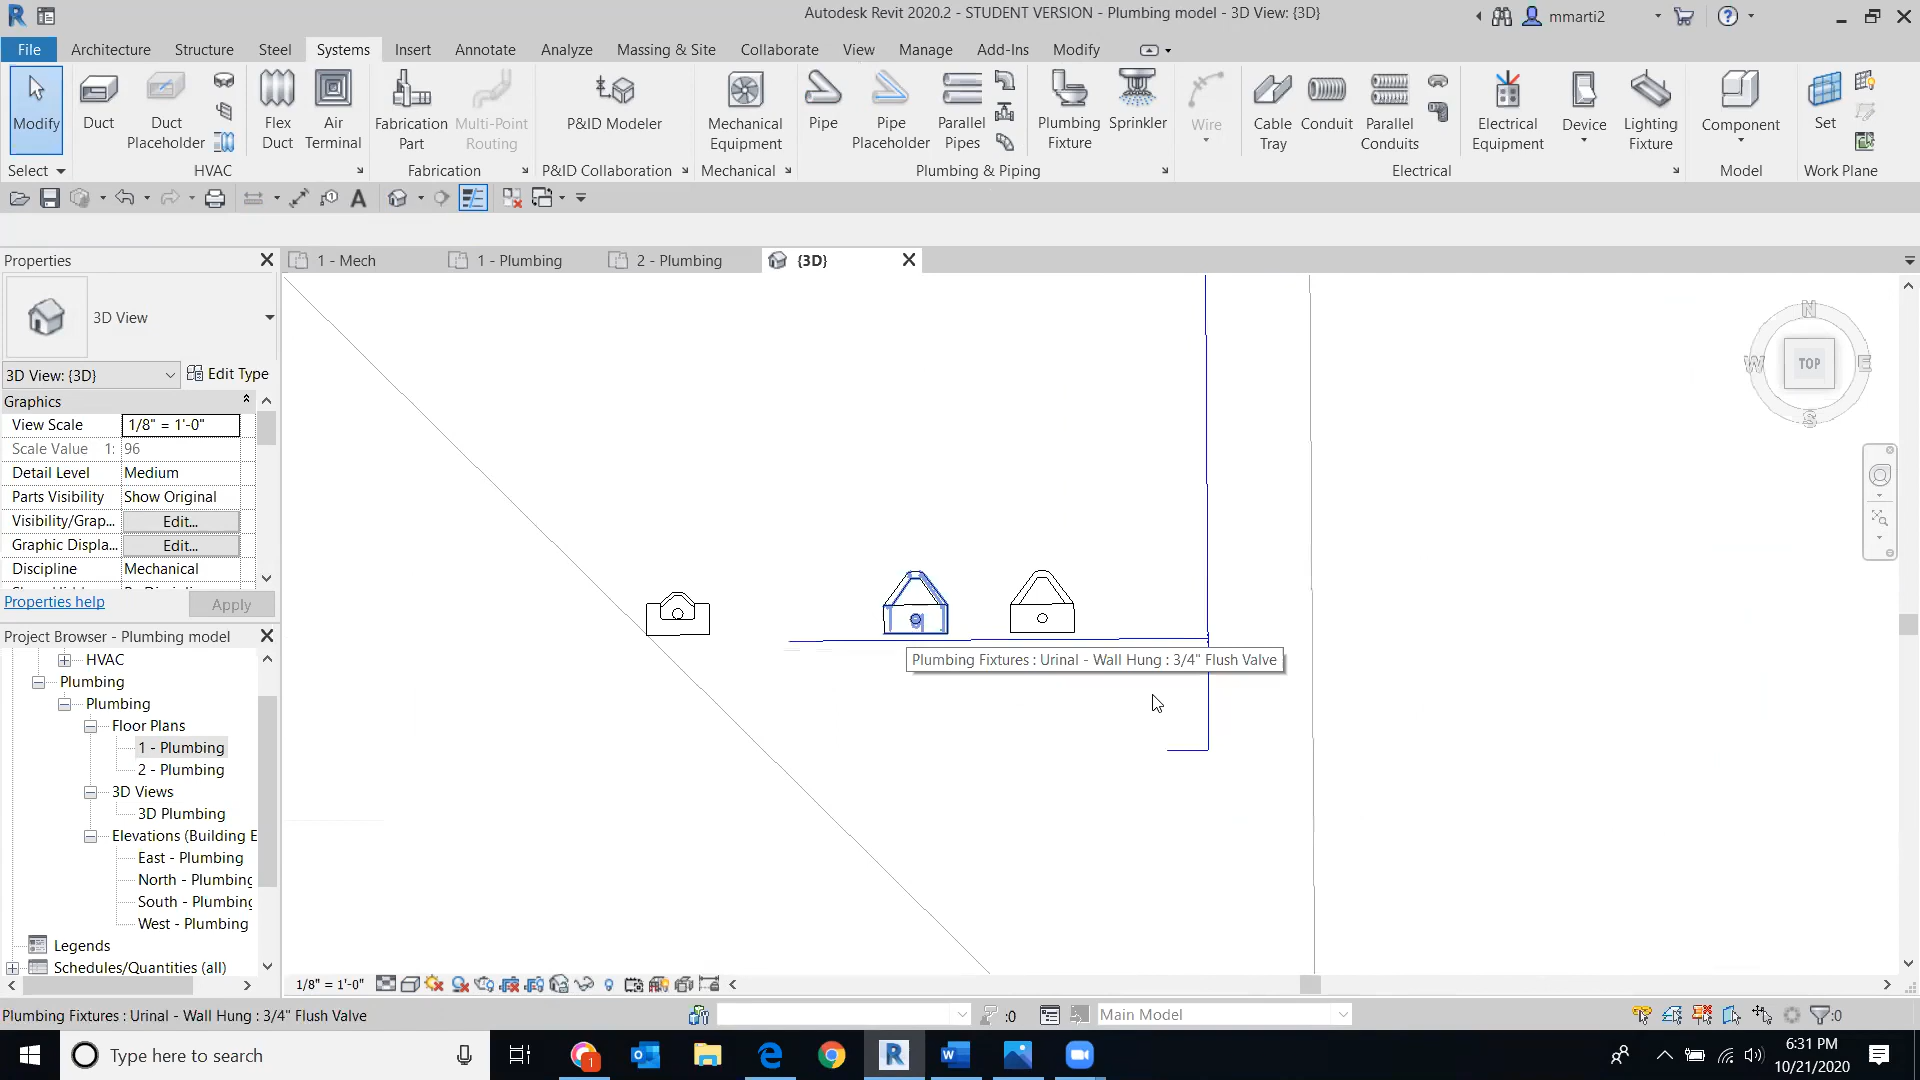 Autodesk Revit 2020.2 - STUDENT VERSION - Plumbing model - 3D View: {3D}
mmarti2
File Architecture Structure Steel Systems Insert Annotate Analyze Massing & Site Collaborate View Manage Add-Ins Modify
Modify
Duct
Duct Placeholder
Flex Duct
Air Terminal
Fabrication Part
Multi-Point Routing
P&ID Modeler
Mechanical Equipment
Pipe
Pipe Placeholder
Parallel Pipes
Plumbing Fixture
Sprinkler
Wire
Cable Tray
Conduit
Parallel Conduits
Electrical Equipment
Device
Lighting Fixture
Component
Set
Select HVAC Fabrication P&ID Collaboration Mechanical Plumbing & Piping Electrical Model Work Plane
A
Properties
1 - Mech
1 - Plumbing
2 - Plumbing
{3D}
3D View
3D View: {3D}
Edit Type
Graphics
View Scale 1/8" = 1'-0"
Scale Value 1: 96
Detail Level Medium
Parts Visibility Show Original
Visibility/Grap... Edit...
Graphic Displa... Edit...
Discipline Mechanical
Properties help
Apply
N
W
TOP
E
S
Plumbing Fixtures : Urinal - Wall Hung : 3/4" Flush Valve
Project Browser - Plumbing model
HVAC
Plumbing
Plumbing
Floor Plans
1 - Plumbing
2 - Plumbing
3D Views
3D Plumbing
Elevations (Building E
East - Plumbing
North - Plumbing
South - Plumbing
West - Plumbing
Legends
Schedules/Quantities (all)
1/8" = 1'-0"
Plumbing Fixtures : Urinal - Wall Hung : 3/4" Flush Valve
:0
Main Model
:0
Type here to search
1
6:31 PM
10/21/2020